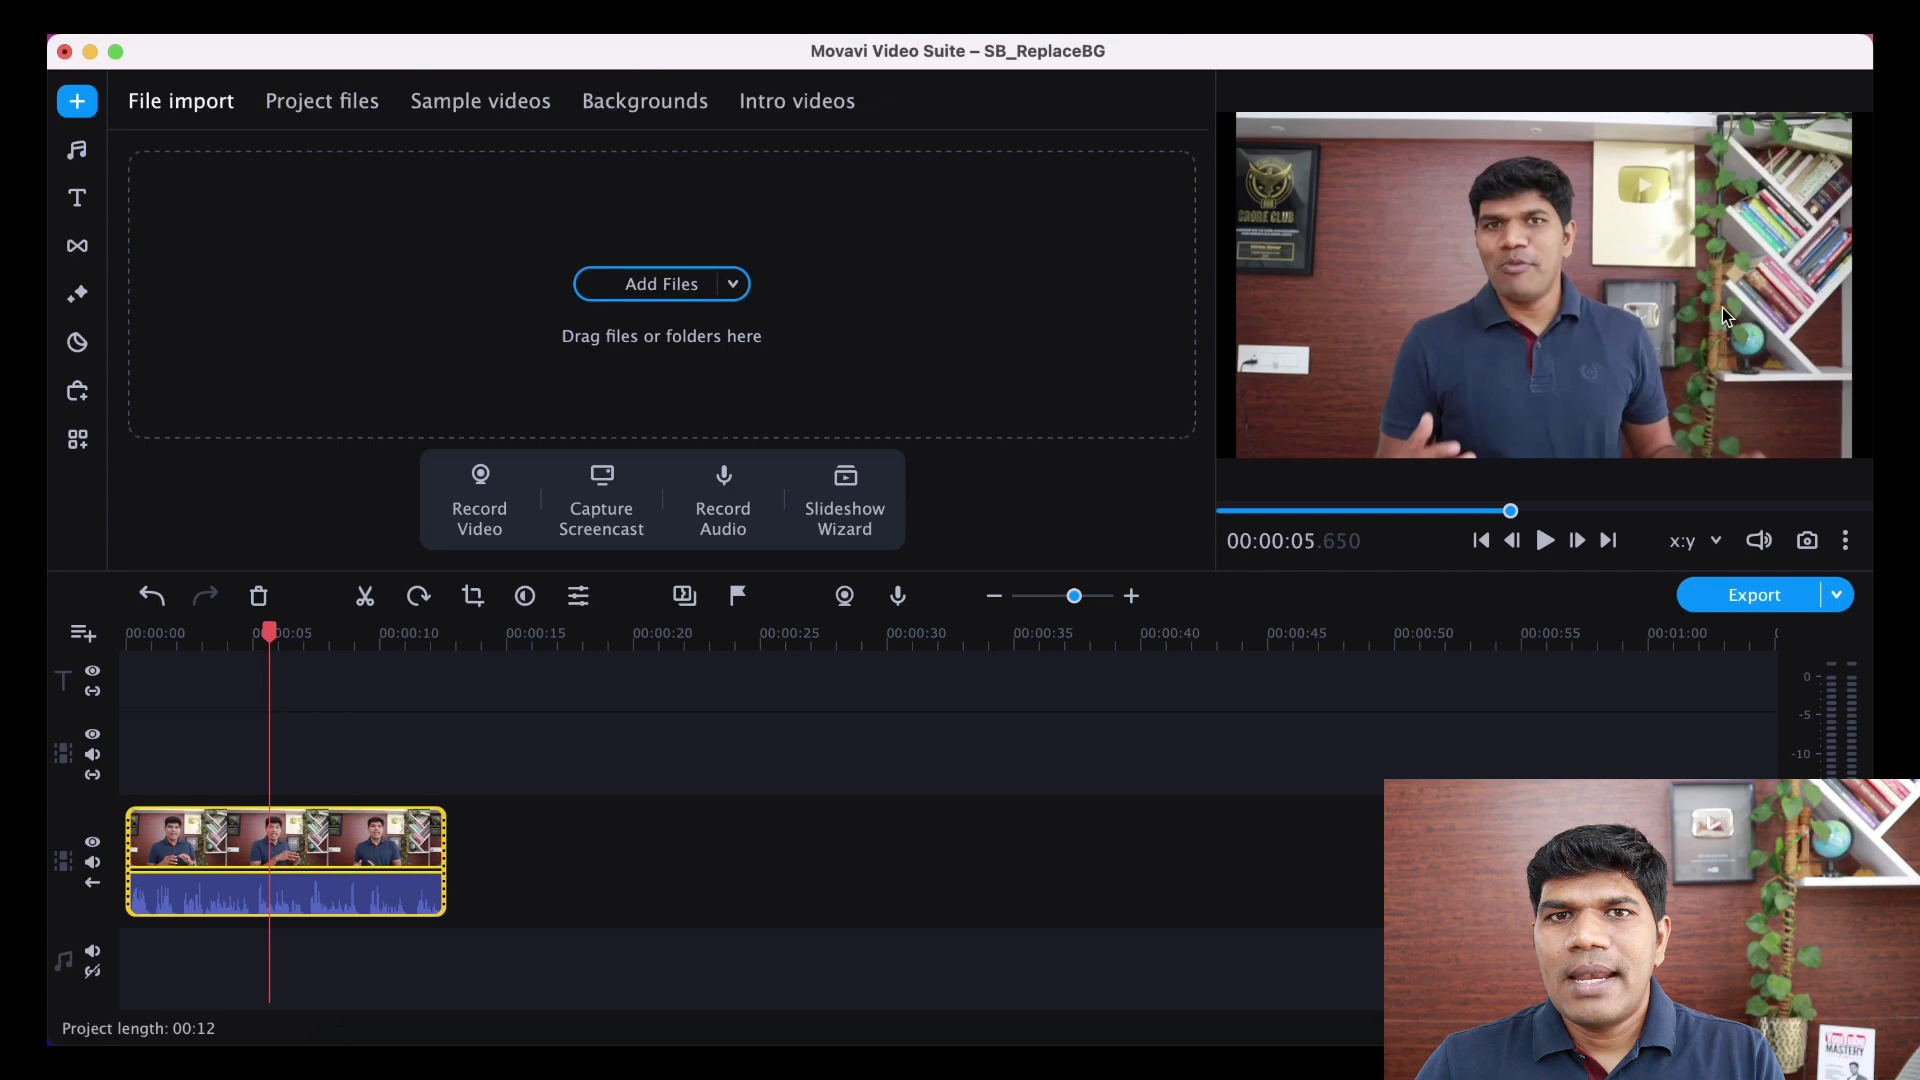 Movavi Video Suite – SB_ReplaceBG
File import
Project files
Sample videos
Backgrounds
Intro videos
Add Files
Drag files or folders here
Record Video
Capture Screencast
Record Audio
Slideshow Wizard
CRORE CLUB
00:00:05.650
x:y
Export
00:00:00
00:00:10
00:00:15
00:00:20
00:00:25
00:00:30
00:00:35
00:00:40
00:00:45
00:00:50
00:00:55
00:01:00
T
0
-5
-10
YouTube
MASTERY
Project length: 00:12